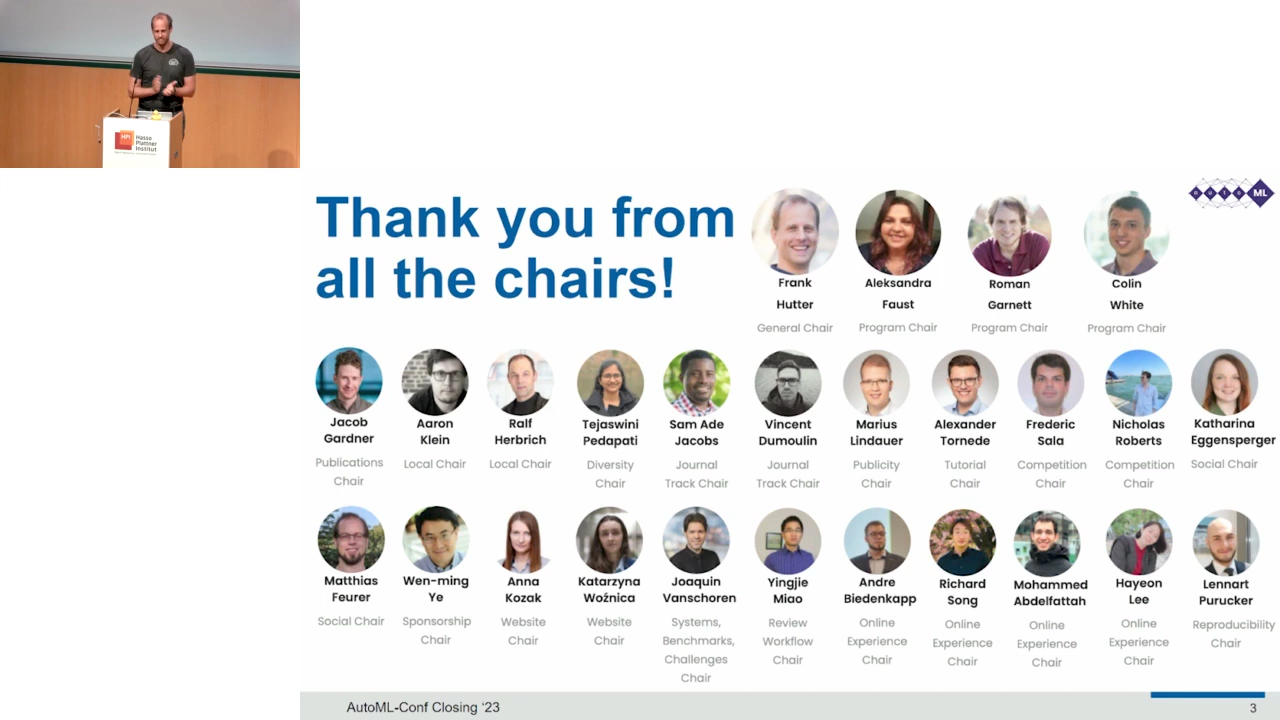 HPI Hasso
Plattner
Institut
Thank you from
all the chairs!
AUTO ML
Frank
Hutter
General Chair
Aleksandra
Faust
Program Chair
Roman
Garnett
Program Chair
Colin
White
Program Chair
Jacob
Gardner
Publications
Chair
Aaron
Klein
Local Chair
Ralf
Herbrich
Local Chair
Tejaswini
Pedapati
Diversity
Chair
Sam Ade
Jacobs
Journal
Track Chair
Vincent
Dumoulin
Journal
Track Chair
Marius
Lindauer
Publicity
Chair
Alexander
Tornede
Tutorial
Chair
Frederic
Sala
Competition
Chair
Nicholas
Roberts
Competition
Chair
Katharina
Eggensperger
Social Chair
Matthias
Feurer
Social Chair
Wen-ming
Ye
Sponsorship
Chair
Anna
Kozak
Website
Chair
Katarzyna
Woźnica
Website
Chair
Joaquin
Vanschoren
Systems,
Benchmarks,
Challenges
Chair
Yingjie
Miao
Review
Workflow
Chair
Andre
Biedenkapp
Online
Experience
Chair
Richard
Song
Online
Experience
Chair
Mohammed
Abdelfattah
Online
Experience
Chair
Hayeon
Lee
Online
Experience
Chair
Lennart
Purucker
Reproducibility
Chair
AutoML-Conf Closing ‘23
3